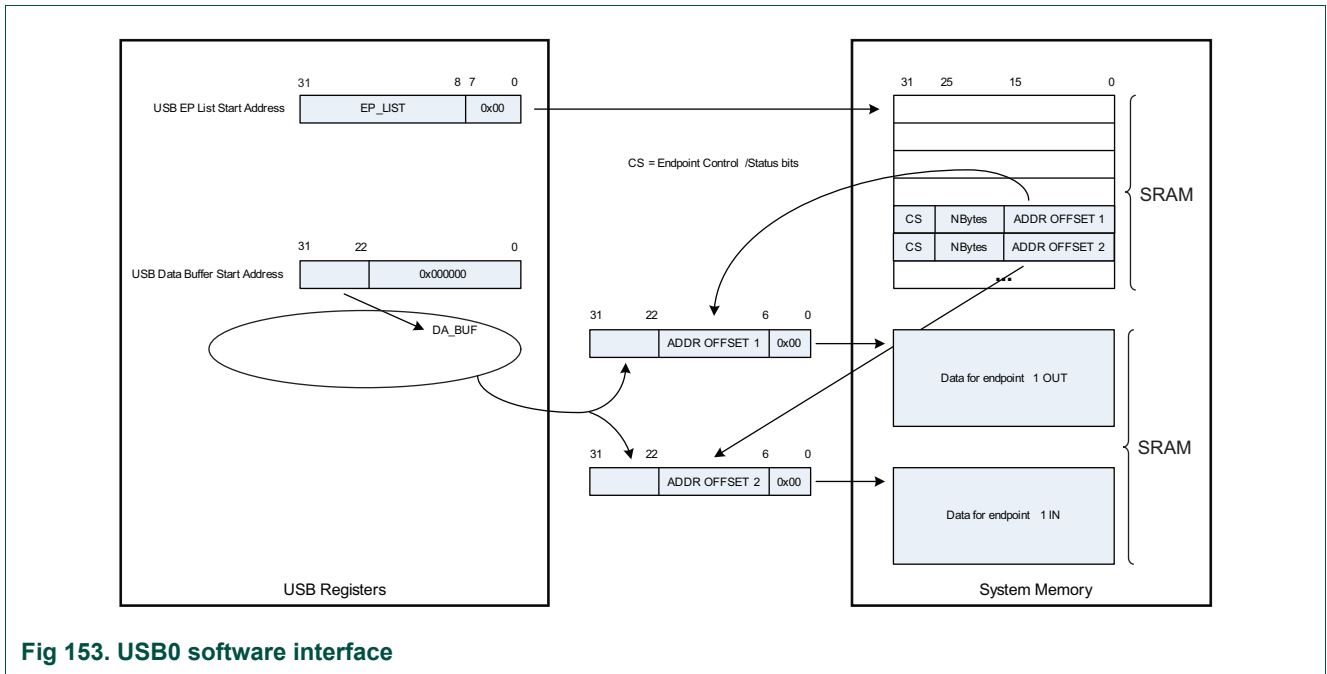 31 8 7 0
USB EP List Start Address EP_LIST 0x00
31 22 0
USB Data Buffer Start Address 0x000000
DA_BUF
USB Registers
CS = Endpoint Control /Status bits
31 22 6 0
ADDR OFFSET 1 0x00
31 22 6 0
ADDR OFFSET 2 0x00
31 25 15 0
CS NBytes ADDR OFFSET 1
CS NBytes ADDR OFFSET 2
...
SRAM
Data for endpoint 1 OUT
SRAM
Data for endpoint 1 IN
System Memory
Fig 153. USB0 software interface